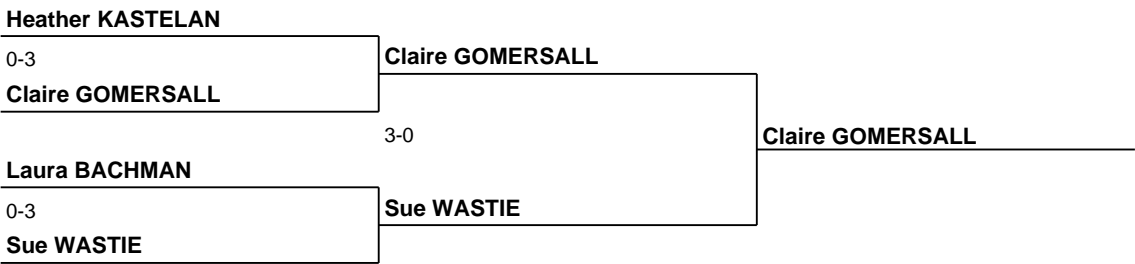 Heather KASTELAN
0-3
Claire GOMERSALL
Claire GOMERSALL
3-0
Claire GOMERSALL
Laura BACHMAN
0-3
Sue WASTIE
Sue WASTIE